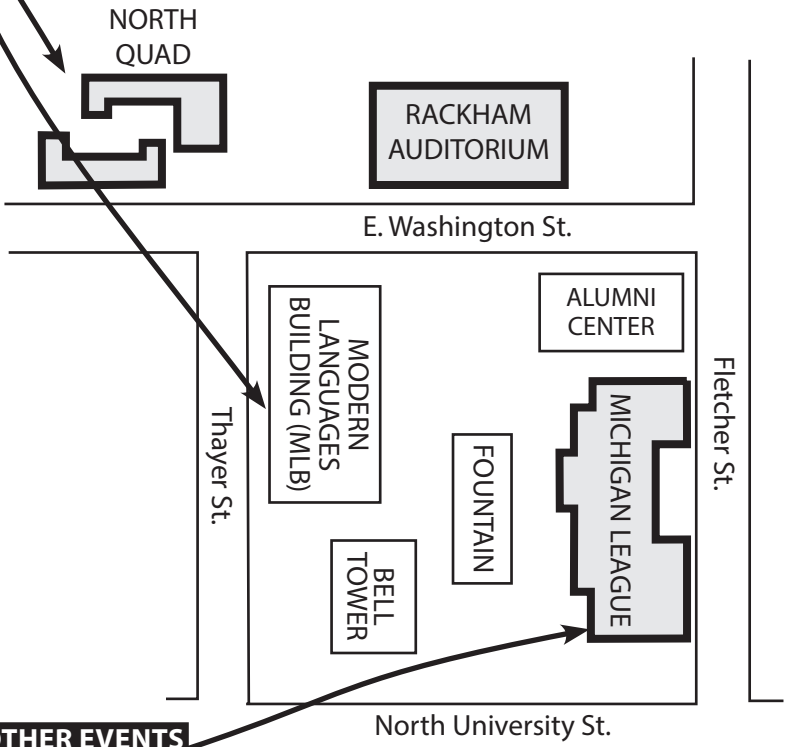 NORTH
QUAD
RACKHAM
AUDITORIUM
E. Washington St.
ALUMNI
CENTER
MODERN
LANGUAGES
BUILDING (MLB)
Fletcher St.
MICHIGAN LEAGUE
Thayer St.
FOUNTAIN
BELL
TOWER
North University St.
OTHER EVENTS